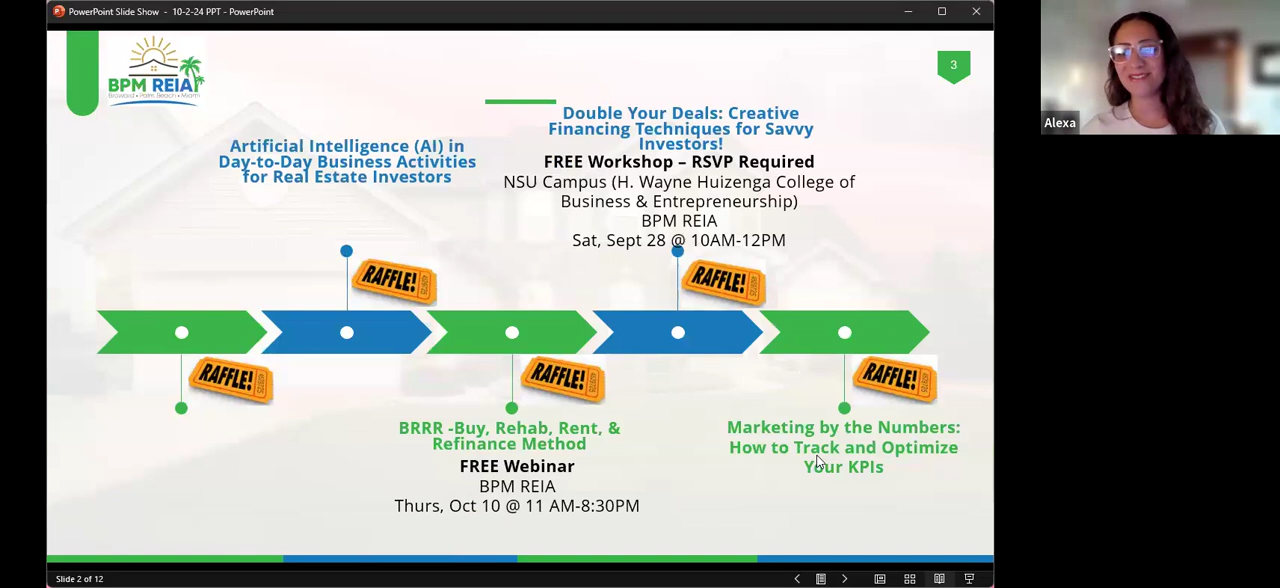 PowerPoint Slide Show - 10-2-24 PPT - PowerPoint
BPM REIA
Broward - Palm Beach - Miami
3
Alexa
Artificial Intelligence (AI) in
Day-to-Day Business Activities
for Real Estate Investors
Double Your Deals: Creative
Financing Techniques for Savvy
Investors!
FREE Workshop – RSVP Required
NSU Campus (H. Wayne Huizenga College of
Business & Entrepreneurship)
BPM REIA
Sat, Sept 28 @ 10AM-12PM
RAFFLE!
RAFFLE!
RAFFLE!
RAFFLE!
RAFFLE!
BRRR -Buy, Rehab, Rent, &
Refinance Method
FREE Webinar
BPM REIA
Thurs, Oct 10 @ 11 AM-8:30PM
Marketing by the Numbers:
How to Track and Optimize
Your KPIs
Slide 2 of 12